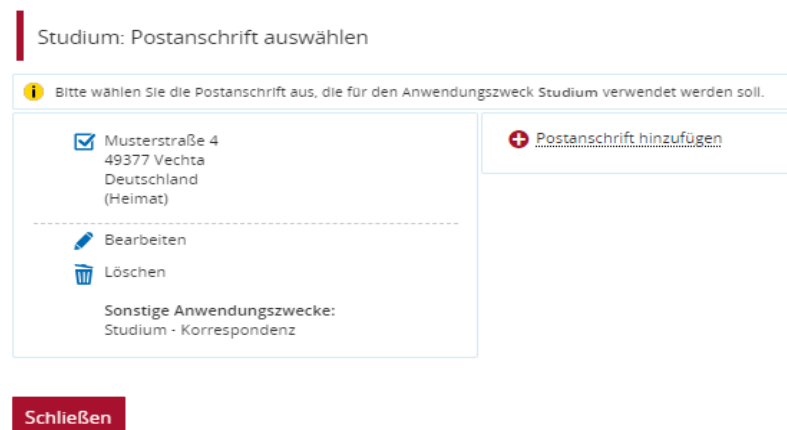 Studium: Postanschrift auswählen
Bitte wählen Sie die Postanschrift aus, die für den Anwendungszweck Studium verwendet werden soll.
Musterstraße 4
49377 Vechta
Deutschland
(Heimat)
Bearbeiten
Löschen
Sonstige Anwendungszwecke:
Studium - Korrespondenz
Postanschrift hinzufügen
Schließen